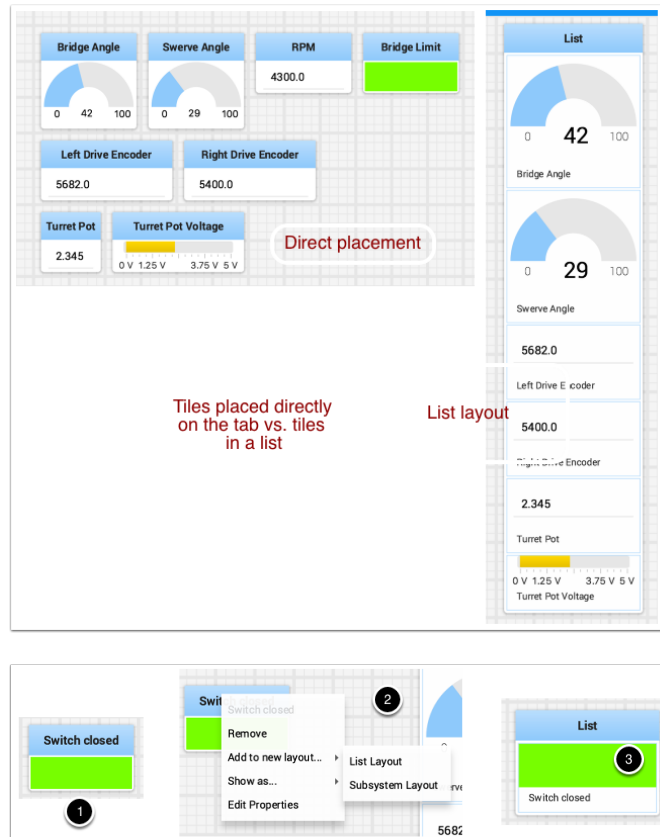 Bridge Angle
Swerve Angle
RPM
Bridge Limit
0 42 100
0 29 100
4300.0
Left Drive Encoder
Right Drive Encoder
5682.0
5400.0
Turret Pot
Turret Pot Voltage
2.345
0 V 1.25 V 3.75 V 5 V
Direct placement
Tiles placed directly
on the tab vs. tiles
in a list
List layout
List
0 42 100
Bridge Angle
0 29 100
Swerve Angle
5682.0
Left Drive E coder
5400.0
Right Drive Encoder
2.345
Turret Pot
0 V 1.25 V 3.75 V 5 V
Turret Pot Voltage
Switch closed
1
Swit
2
Switch closed
Remove
Add to new layout...
Show as...
Edit Properties
List Layout
Subsystem Layout
erve
5682
List
3
Switch closed